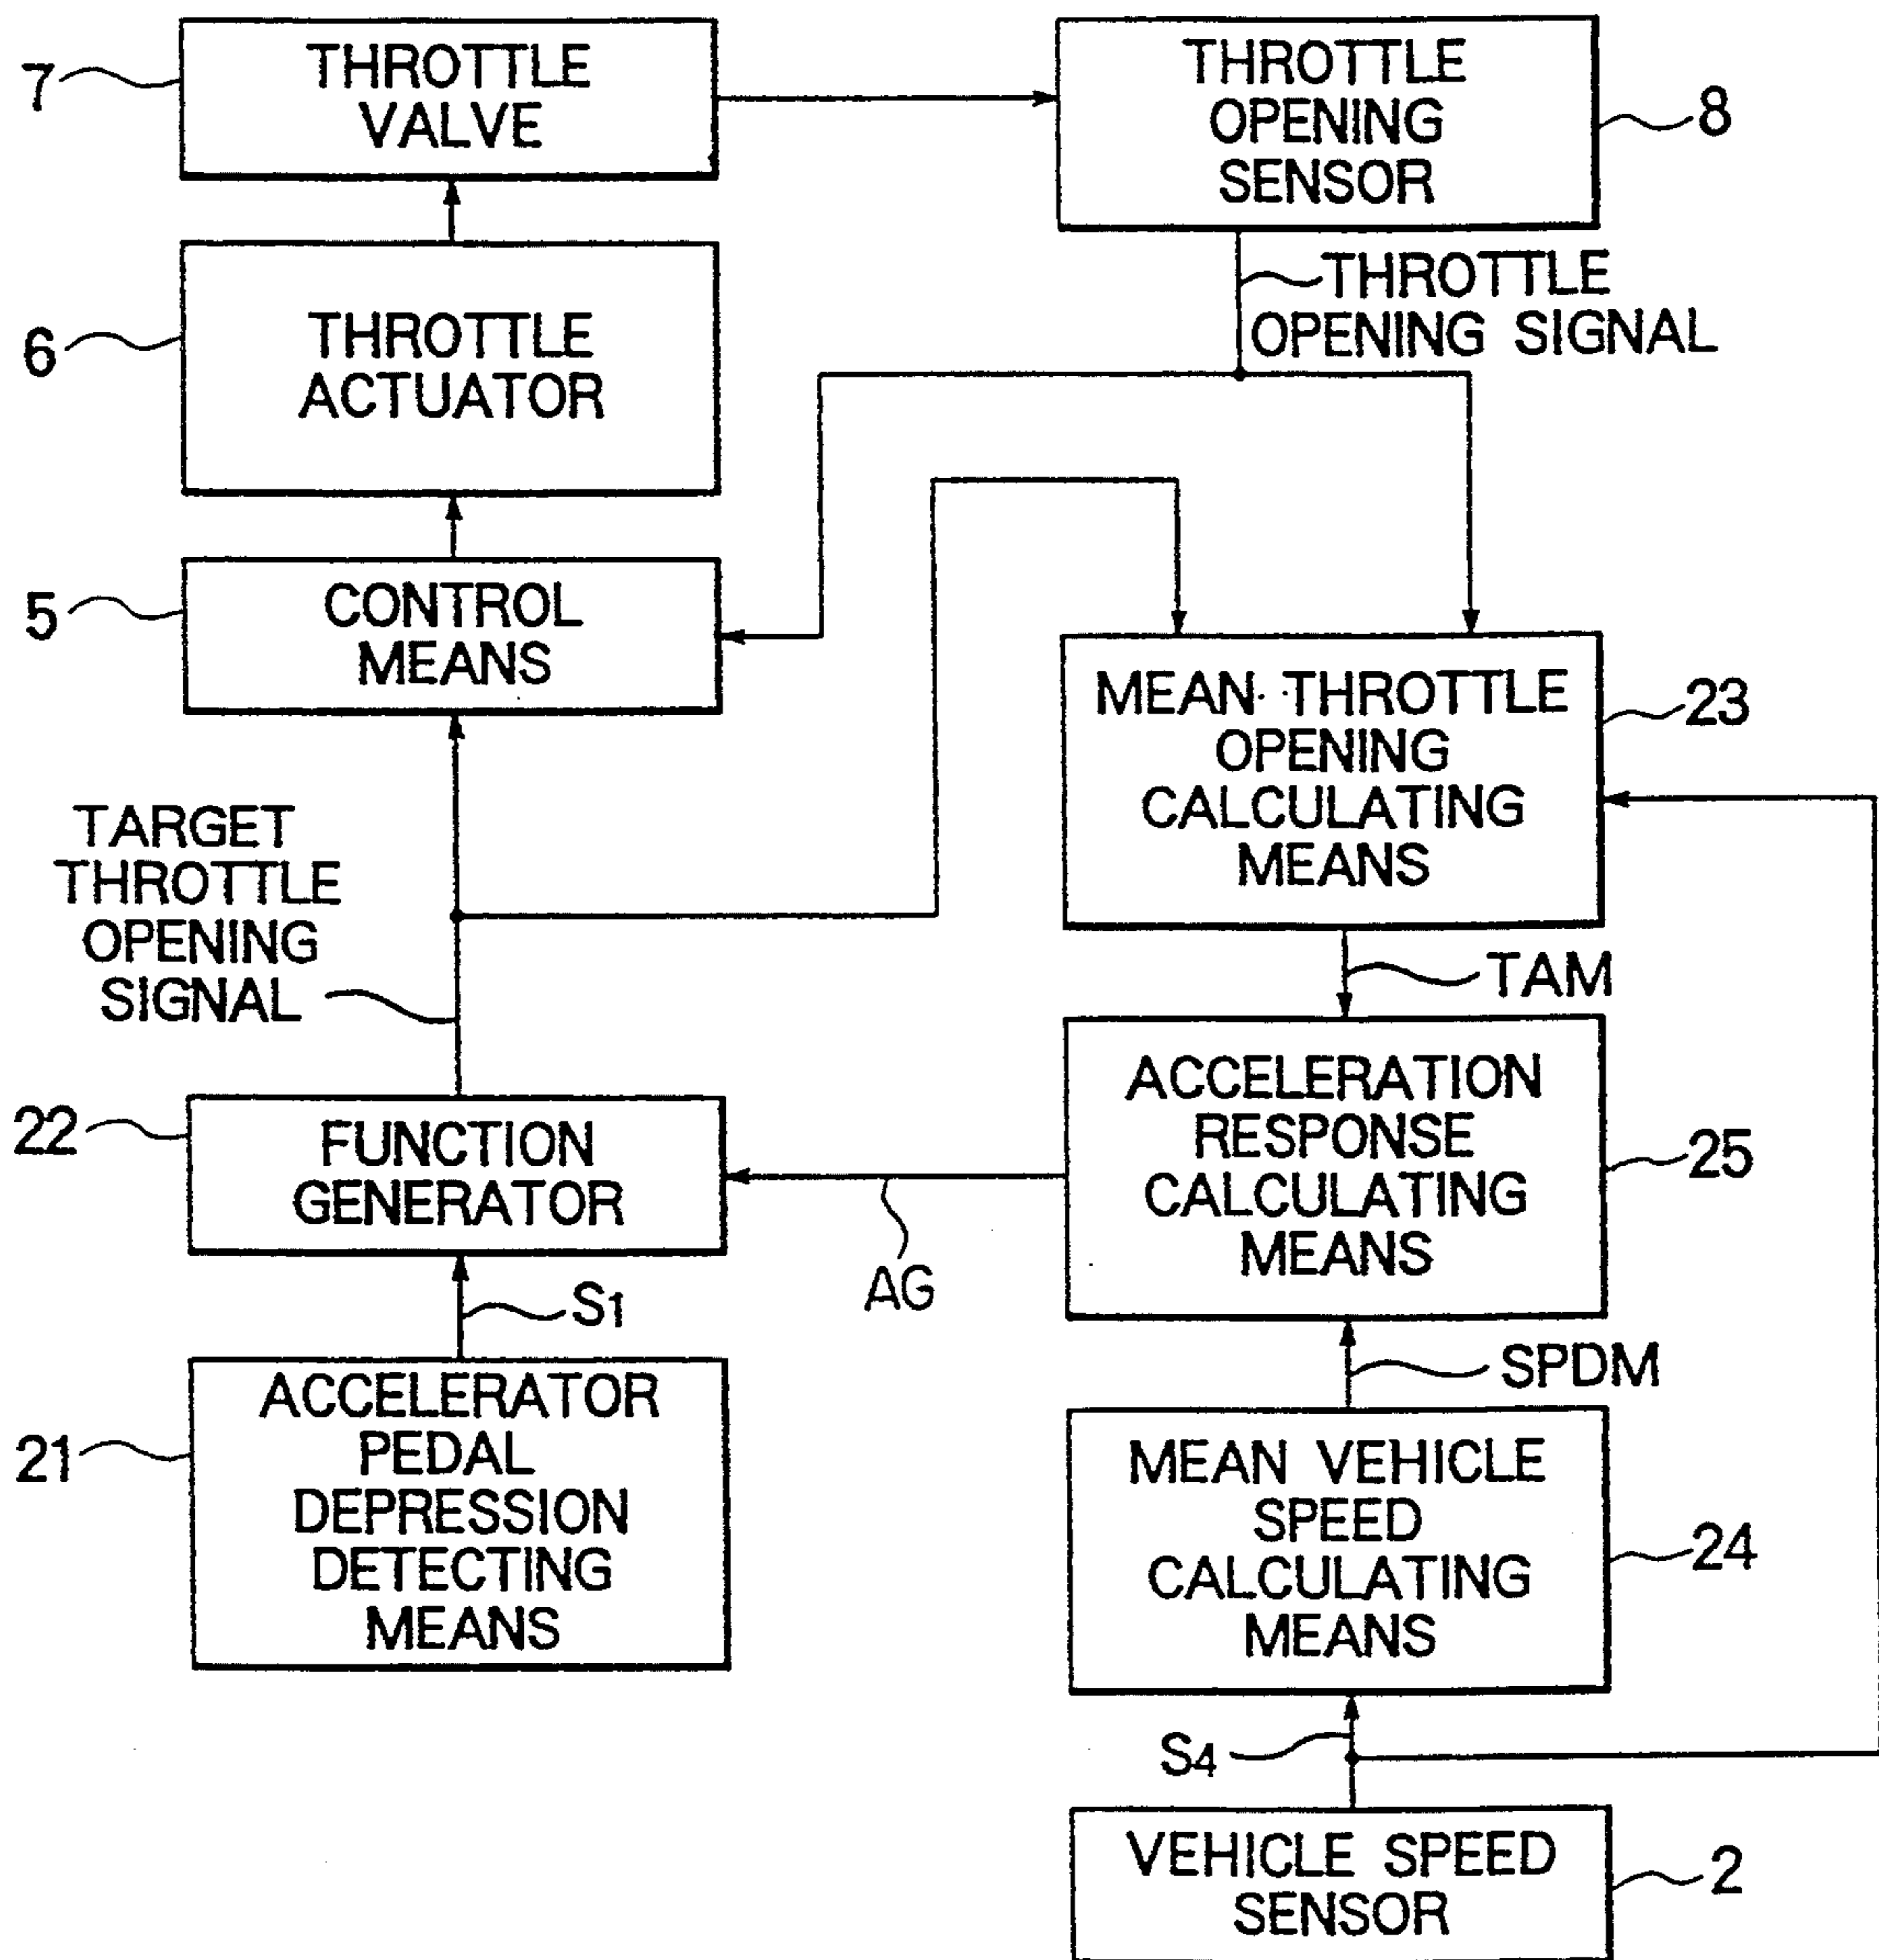 7
THROTTLE
VALVE
THROTTLE
OPENING
SENSOR
8
THROTTLE
OPENING SIGNAL
6
THROTTLE
ACTUATOR
5
CONTROL
MEANS
MEAN THROTTLE
OPENING
CALCULATING
MEANS
23
TARGET
THROTTLE
OPENING
SIGNAL
TAM
22
FUNCTION
GENERATOR
ACCELERATION
RESPONSE
CALCULATING
MEANS
25
AG
S1
SPDM
21
ACCELERATOR
PEDAL
DEPRESSION
DETECTING
MEANS
MEAN VEHICLE
SPEED
CALCULATING
MEANS
24
S4
VEHICLE SPEED
SENSOR
2